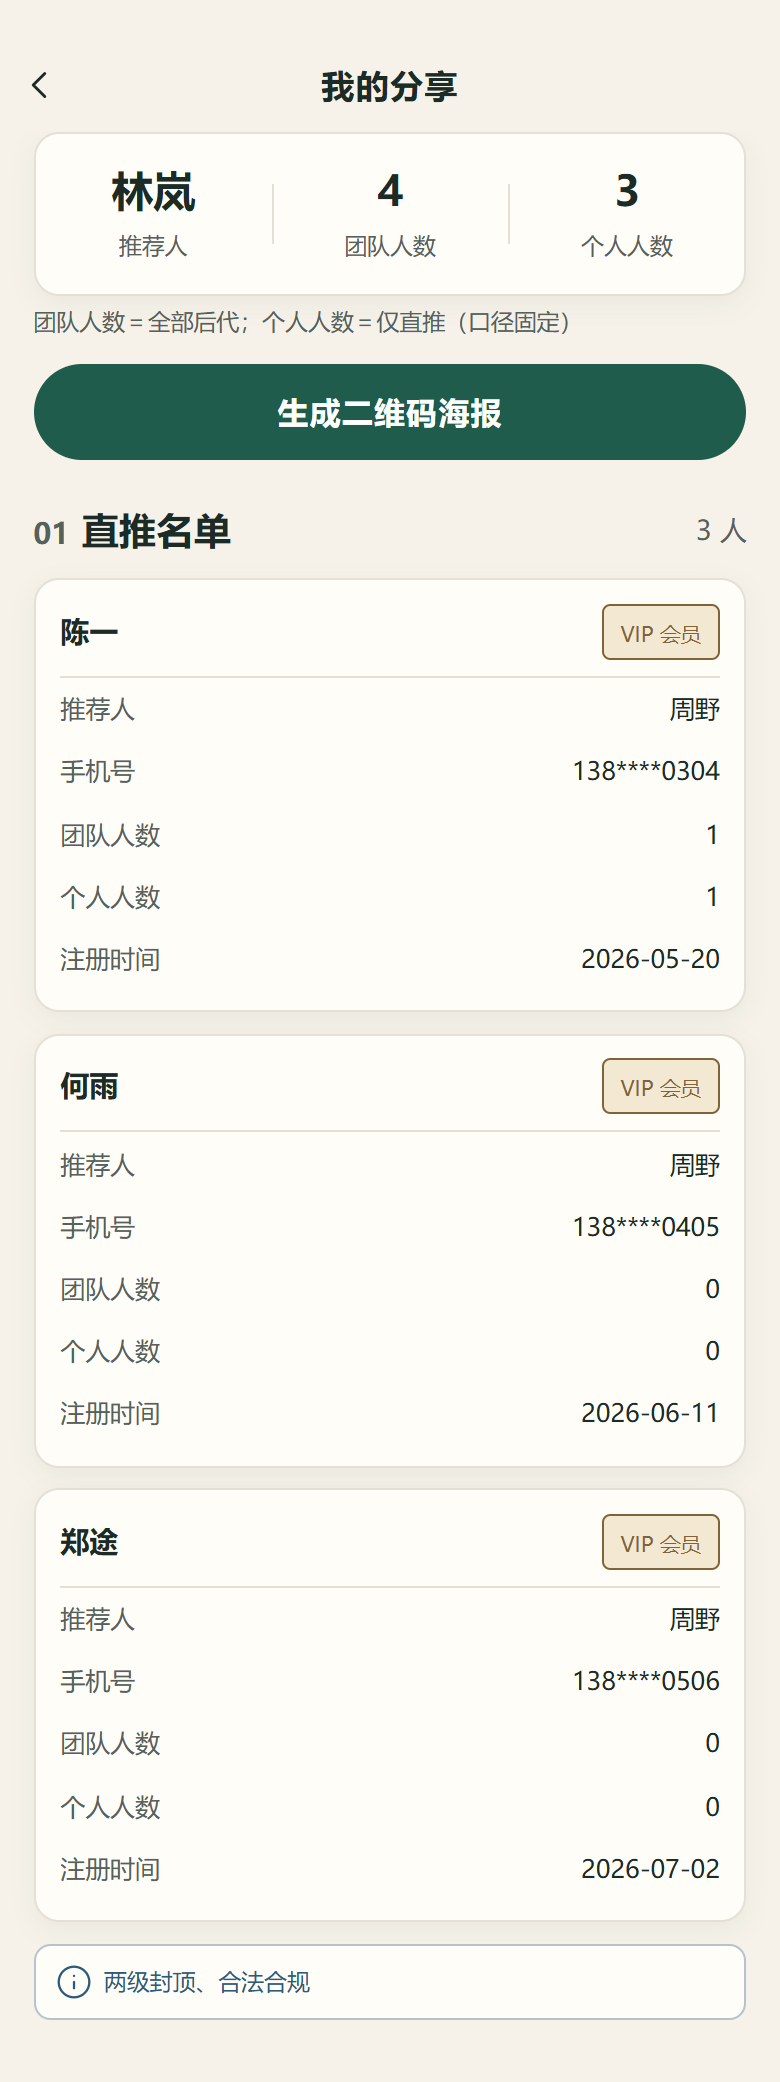 我的分享
林岚
4
3
推荐人
团队人数
个人人数
团队人数 = 全部后代；个人人数 = 仅直推（口径固定）
生成二维码海报
01 直推名单
3 人
陈一
VIP 会员
推荐人
周野
手机号
138****0304
团队人数
1
个人人数
1
注册时间
2026-05-20
何雨
VIP 会员
推荐人
周野
手机号
138****0405
团队人数
0
个人人数
0
注册时间
2026-06-11
郑途
VIP 会员
推荐人
周野
手机号
138****0506
团队人数
0
个人人数
0
注册时间
2026-07-02
两级封顶、合法合规